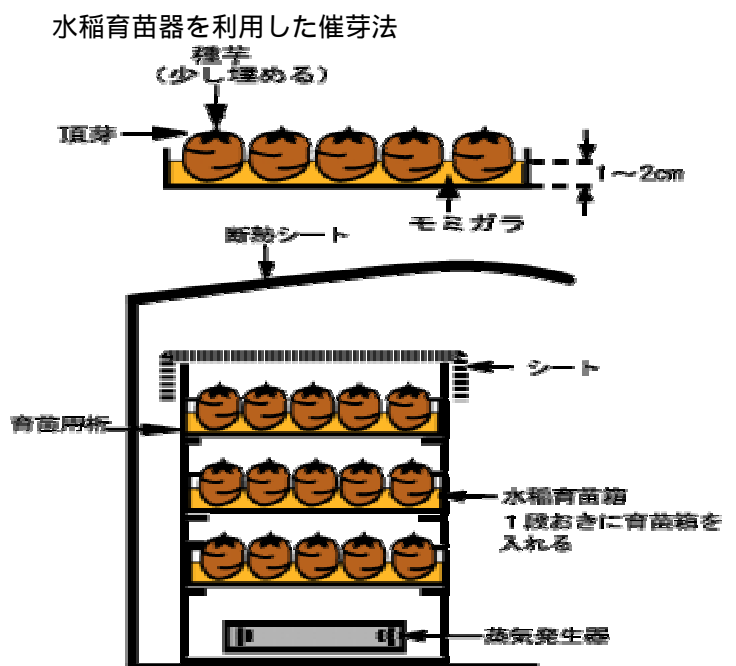 水稲育苗器を利用した催芽法
種芋
(少し埋める)
頂芽
1～2cm
モミガラ
断熱シート
シート
育苗用桁
水稲育苗箱
1段おきに育苗箱を
入れる
蒸気発生器